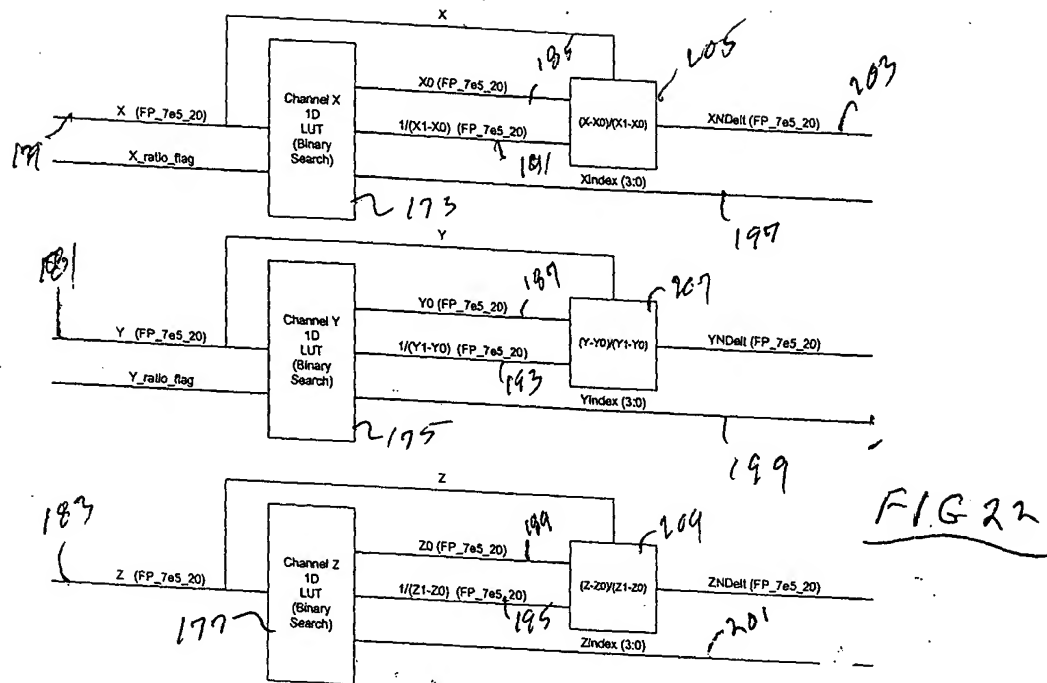 X
185
205
X0 (FP_7e5_20)
203
Channel X
1D
LUT
(Binary
Search)
X (FP_7e5_20)
(X-X0)/(X1-X0)
XNDelt (FP_7e5_20)
1/(X1-X0) (FP_7e5_20)
179
X_ratio_flag
191
XIndex (3:0)
173
197
Y
181
187
207
Y0 (FP_7e5_20)
Channel Y
1D
LUT
(Binary
Search)
Y (FP_7e5_20)
(Y-Y0)/(Y1-Y0)
YNDelt (FP_7e5_20)
1/(Y1-Y0) (FP_7e5_20)
193
Y_ratio_flag
YIndex (3:0)
175
199
Z
183
189
209
FIG 22
Z0 (FP_7e5_20)
Channel Z
1D
LUT
(Binary
Search)
Z (FP_7e5_20)
(Z-Z0)/(Z1-Z0)
ZNDelt (FP_7e5_20)
1/(Z1-Z0) (FP_7e5_20)
195
177
ZIndex (3:0)
201